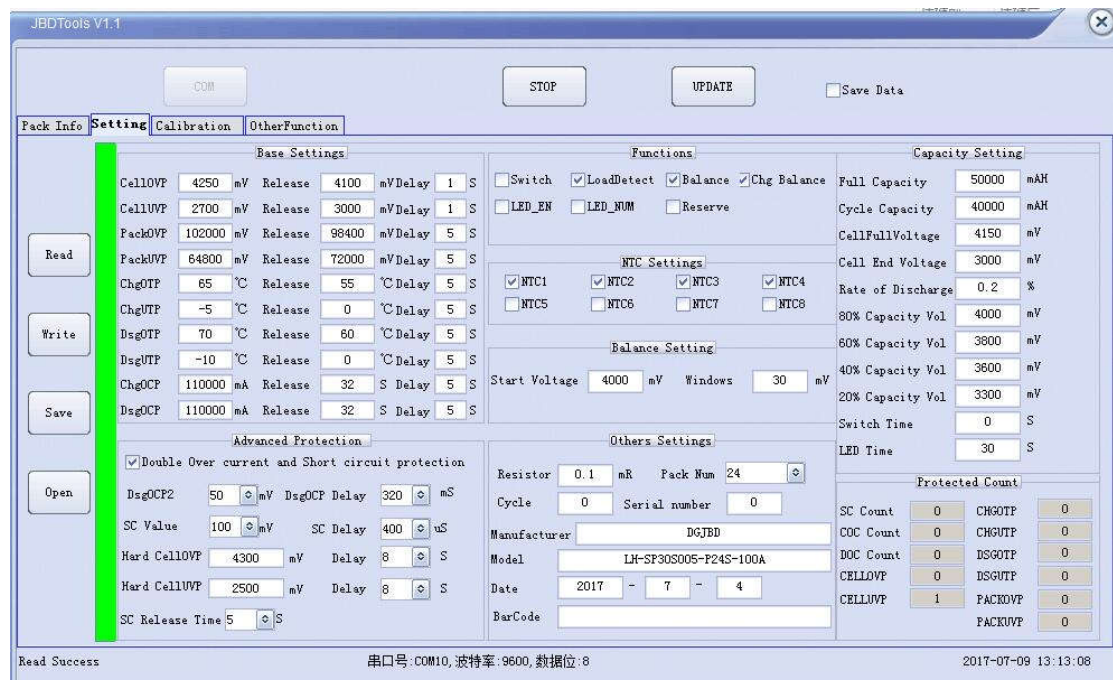 JBDTools V1.1
COM STOP UPDATE Save Data
Pack Info Setting Calibration OtherFunction
Read
Write
Save
Open
Base Settings
CellOVP 4250 mV Release 4100 mV Delay 1 S
CellUVP 2700 mV Release 3000 mV Delay 1 S
PackOVP 102000 mV Release 98400 mV Delay 5 S
PackUVP 64800 mV Release 72000 mV Delay 5 S
ChgOTP 65 ℃ Release 55 ℃ Delay 5 S
ChgUTP -5 ℃ Release 0 ℃ Delay 5 S
DsgOTP 70 ℃ Release 60 ℃ Delay 5 S
DsgUTP -10 ℃ Release 0 ℃ Delay 5 S
ChgOCP 110000 mA Release 32 S Delay 5 S
DsgOCP 110000 mA Release 32 S Delay 5 S
Advanced Protection
Double Over current and Short circuit protection
DsgOCP2 50 mV DsgOCP Delay 320 mS
SC Value 100 mV SC Delay 400 uS
Hard CellOVP 4300 mV Delay 8 S
Hard CellUVP 2500 mV Delay 8 S
SC Release Time 5 S
Functions
Switch LoadDetect Balance Chg Balance
LED_EN LED_NUM Reserve
NTC Settings
NTC1 NTC2 NTC3 NTC4
NTC5 NTC6 NTC7 NTC8
Balance Setting
Start Voltage 4000 mV Windows 30 mV
Others Settings
Resistor 0.1 mR Pack Num 24
Cycle 0 Serial number 0
Manufacturer DGJBD
Model LH-SP30S005-P24S-100A
Date 2017 - 7 - 4
BarCode
Capacity Setting
Full Capacity 50000 mAH
Cycle Capacity 40000 mAH
CellFullVoltage 4150 mV
Cell End Voltage 3000 mV
Rate of Discharge 0.2 %
80% Capacity Vol 4000 mV
60% Capacity Vol 3800 mV
40% Capacity Vol 3600 mV
20% Capacity Vol 3300 mV
Switch Time 0 S
LED Time 30 S
Protected Count
SC Count 0 CHGOTP 0
COC Count 0 CHGUTP 0
DOC Count 0 DSGOTP 0
CELLOVP 0 DSGUTP 0
CELLUVP 1 PACKOVP 0
PACKUVP 0
Read Success 串口号:COM10,波特率:9600,数据位:8 2017-07-09 13:13:08